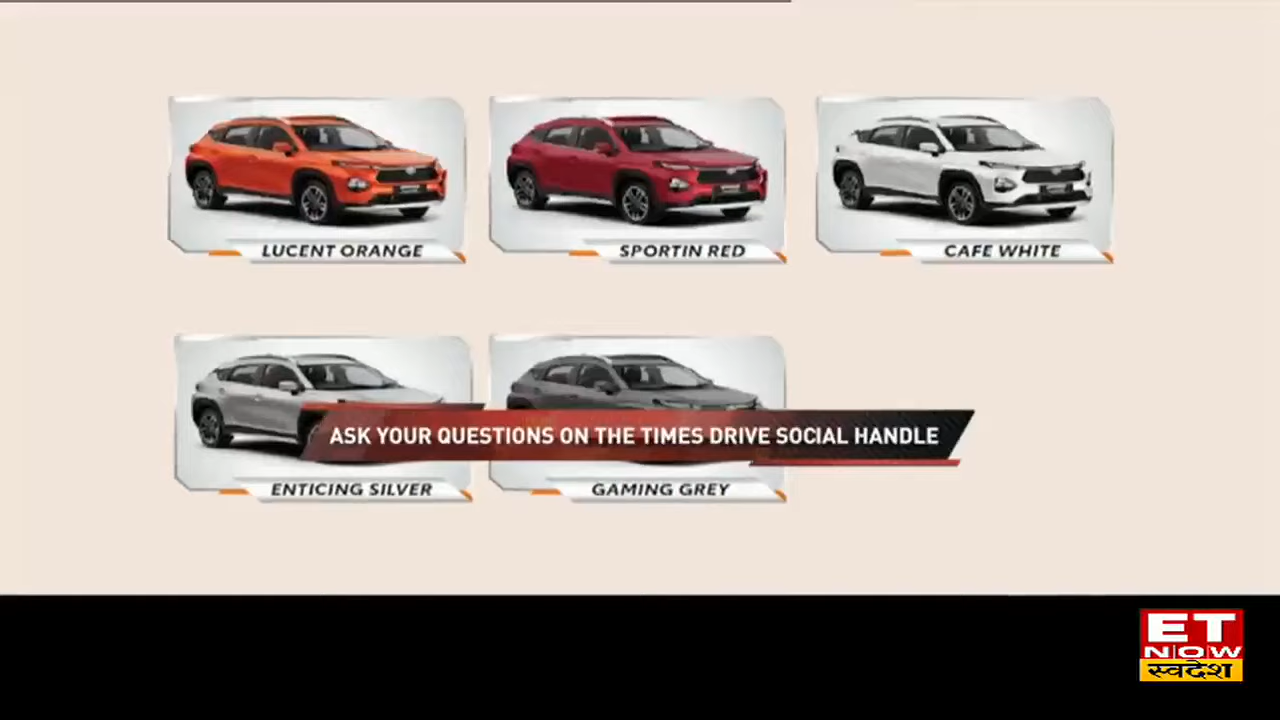 LUCENT ORANGE
SPORTIN RED
CAFE WHITE
ASK YOUR QUESTIONS ON THE TIMES DRIVE SOCIAL HANDLE
ENTICING SILVER
GAMING GREY
ET
NOW
स्वदेश